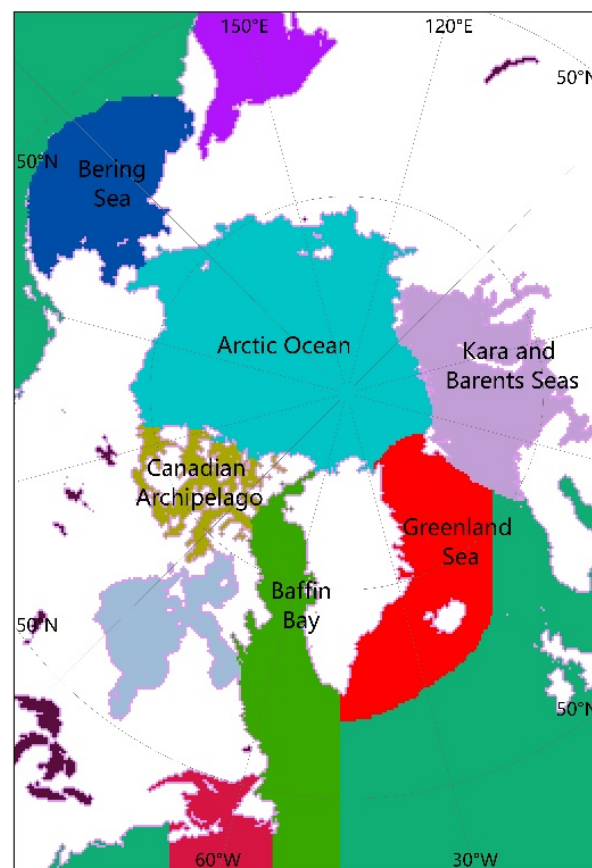 150°E
120°E
50°N
50°N
Bering
Sea
Arctic Ocean
Kara and
Barents Seas
Canadian
Archipelago
Greenland
Sea
Baffin
Bay
50°N
50°N
60°W
30°W